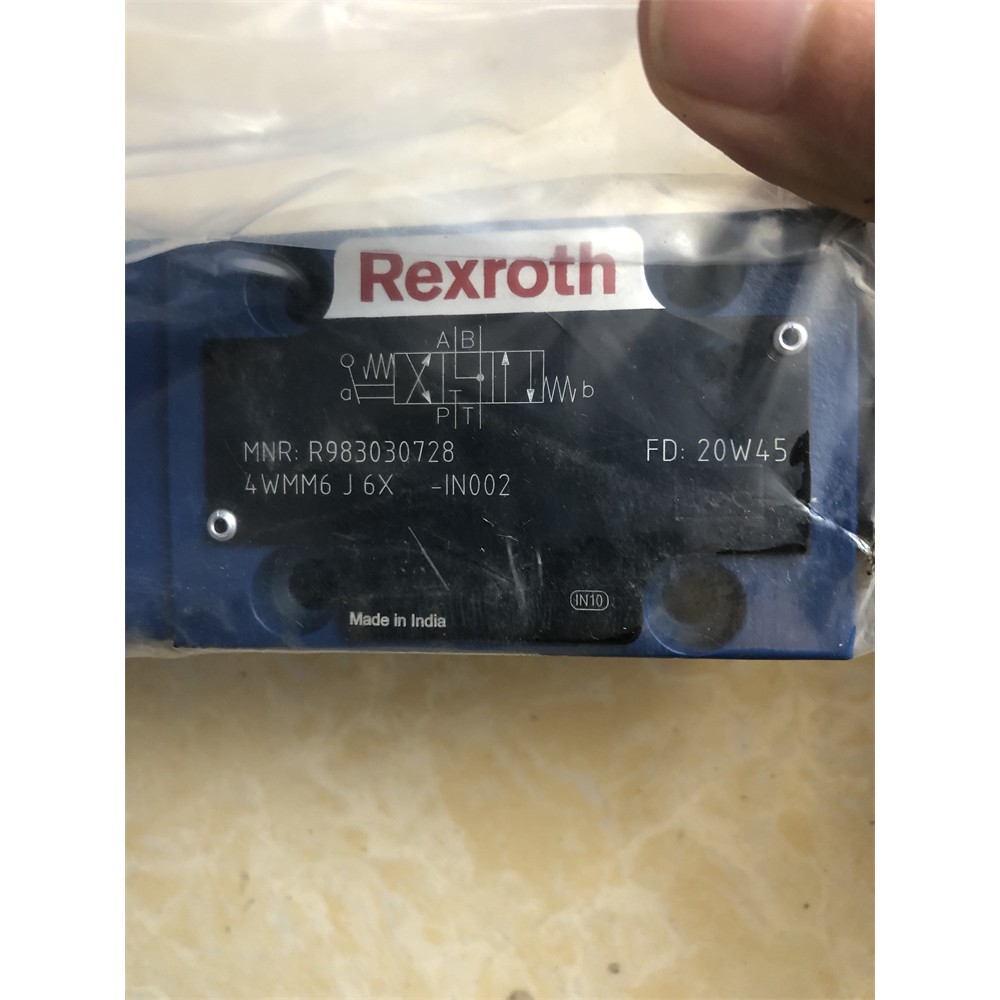 Rexroth
A B
a b
P T
MNR: R983030728 FD: 20W45
4WMM6 J 6X -IN002
IN10
Made in India